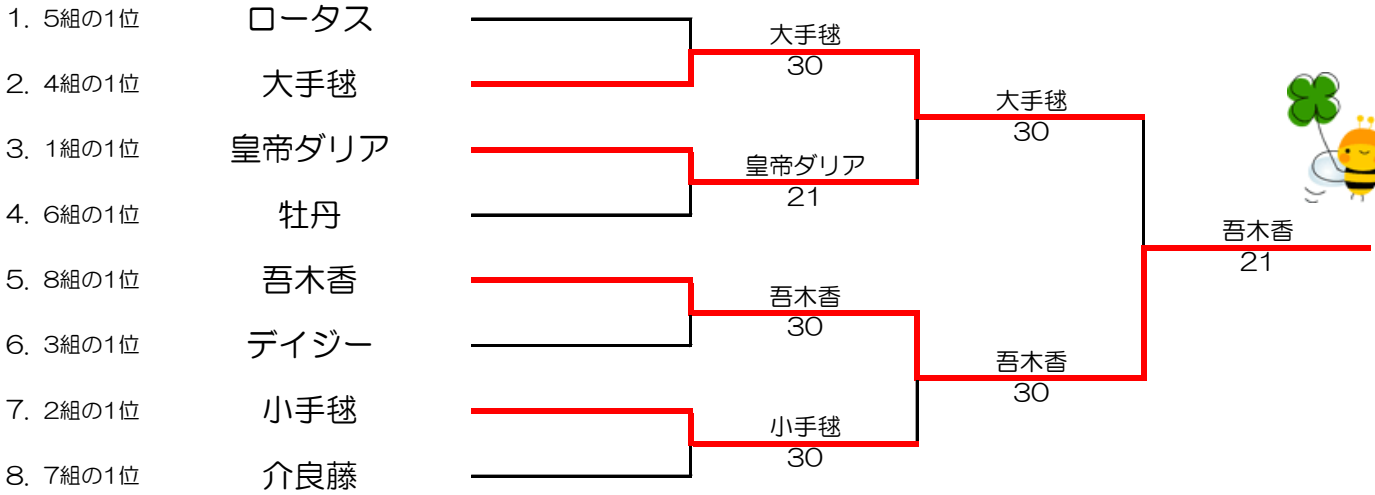 1. 5組の1位 ロータス
大手毬
30
2. 4組の1位 大手毬
大手毬
30
3. 1組の1位 皇帝ダリア
皇帝ダリア
21
4. 6組の1位 牡丹
吾木香
21
5. 8組の1位 吾木香
吾木香
30
6. 3組の1位 デイジー
吾木香
30
7. 2組の1位 小手毬
小手毬
30
8. 7組の1位 介良藤